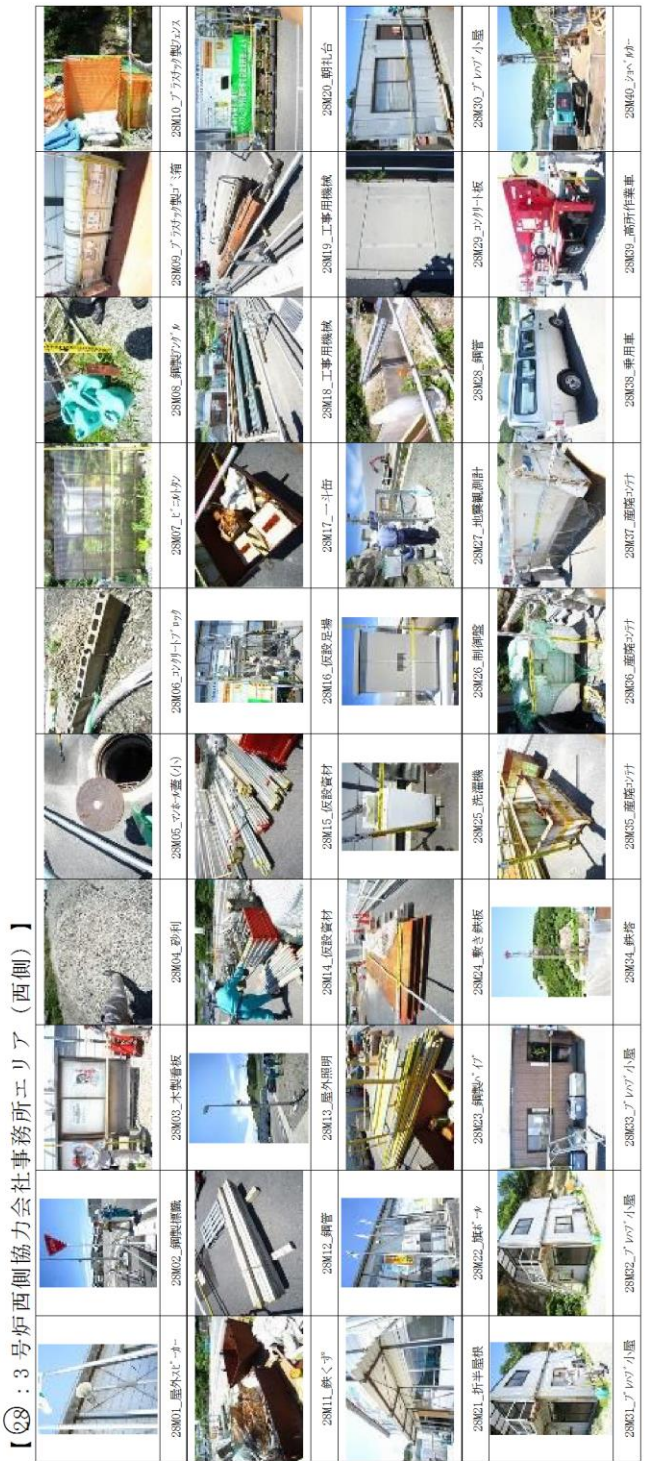 【㉘：3号炉西側協力会社事務所エリア（西側）】
28M01_屋外スピーカー
28M02_鋼製標識
28M03_木製看板
28M04_砂利
28M05_マンホール蓋(小)
28M06_コンクリートブロック
28M07_ビニルトタン
28M08_鋼製アングル
28M09_プラスチック製ゴミ箱
28M10_プラスチック製フェンス
28M11_鉄くず
28M12_鋼管
28M13_屋外照明
28M14_仮設資材
28M15_仮設資材
28M16_仮設足場
28M17_一斗缶
28M18_工事用機械
28M19_工事用機械
28M20_朝礼台
28M21_折半屋根
28M22_旗ポール
28M23_鋼製パイプ
28M24_敷き鉄板
28M25_洗濯機
28M26_制御盤
28M27_地震観測計
28M28_鋼管
28M29_コンクリート板
28M30_プレハブ小屋
28M31_プレハブ小屋
28M32_プレハブ小屋
28M33_プレハブ小屋
28M34_鉄塔
28M35_産廃コンテナ
28M36_産廃コンテナ
28M37_産廃コンテナ
28M38_乗用車
28M39_高所作業車
28M40_ショベルカー